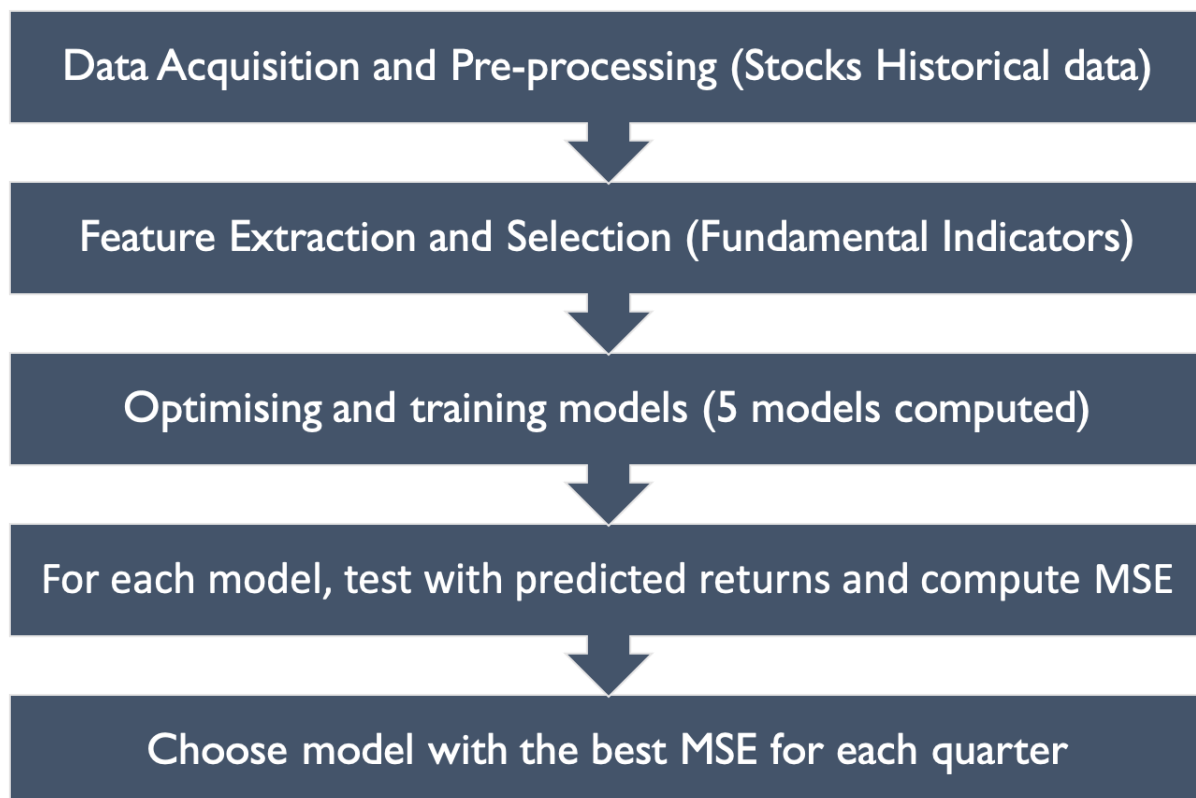 Data Acquisition and Pre-processing (Stocks Historical data)
Feature Extraction and Selection (Fundamental Indicators)
Optimising and training models (5 models computed)
For each model, test with predicted returns and compute MSE
Choose model with the best MSE for each quarter